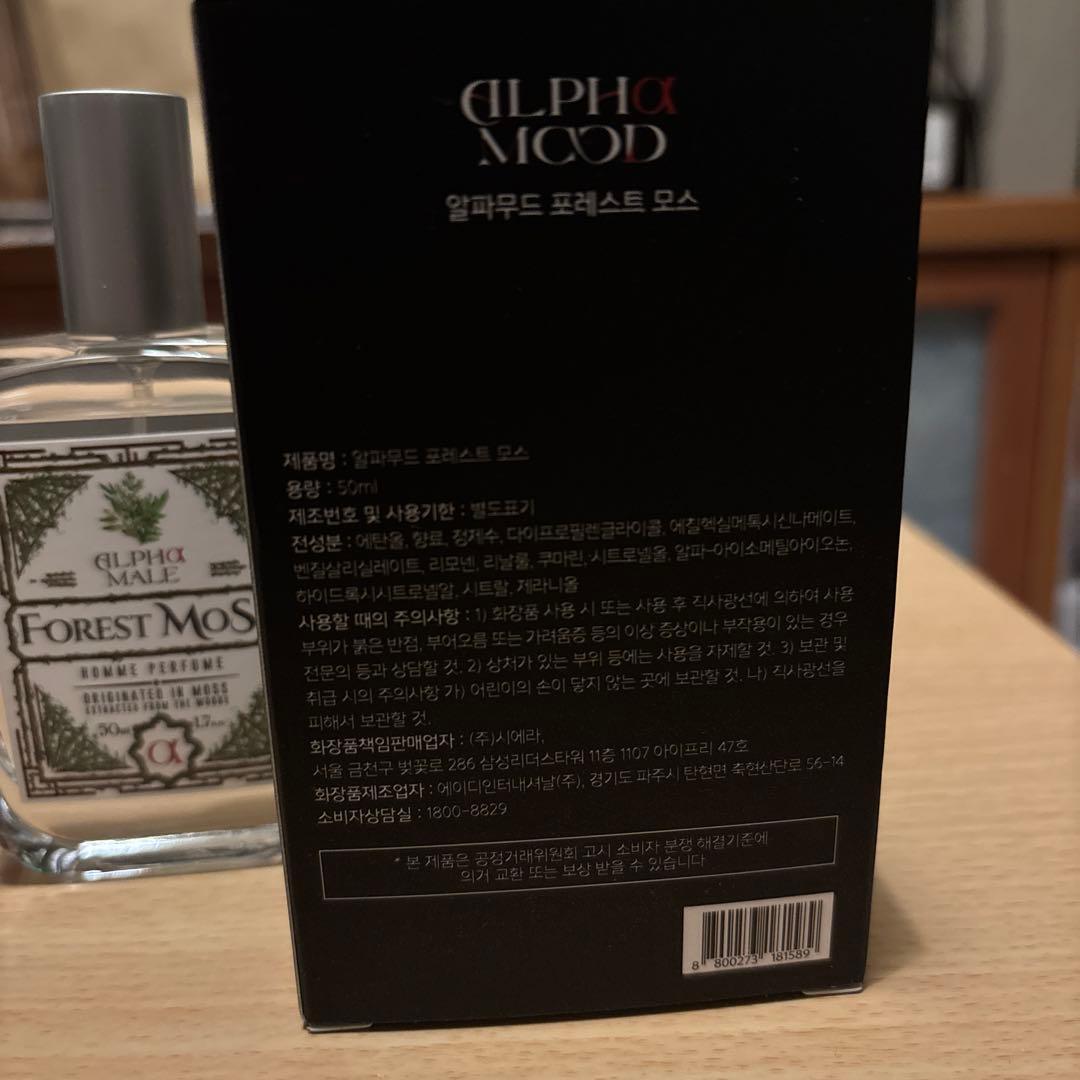 ALPHα
MOOD
알파무드 포레스트 모스
제품명 : 알파무드 포레스트 모스
용량 : 50ml
제조번호 및 사용기한 : 별도표기
전성분 : 에탄올, 향료, 정제수, 다이프로필렌글라이콜, 에칠헥실메톡시신나메이트,
벤질살리실레이트, 리모넨, 리날룰, 쿠마린, 시트로넬올, 알파-아이소메틸아이오논,
하이드록시시트로넬알, 시트랄, 제라니올
사용할 때의 주의사항 : 1) 화장품 사용 시 또는 사용 후 직사광선에 의하여 사용
부위가 붉은 반점, 부어오름 또는 가려움증 등의 이상 증상이나 부작용이 있는 경우
전문의 등과 상담할 것. 2) 상처가 있는 부위 등에는 사용을 자제할 것. 3) 보관 및
취급 시의 주의사항 가) 어린이의 손이 닿지 않는 곳에 보관할 것. 나) 직사광선을
피해서 보관할 것.
화장품책임판매업자 : (주)시에라,
서울 금천구 벚꽃로 286 삼성리더스타워 11층 1107 아이프리 47호
화장품제조업자 : 에이디인터내셔날(주), 경기도 파주시 탄현면 축현산단로 56-14
소비자상담실 : 1800-8829
* 본 제품은 공정거래위원회 고시 소비자 분쟁 해결기준에
의거 교환 또는 보상 받을 수 있습니다
8 800273 181589
ALPHα
MALE
FOREST MOS
HOMME PERFUME
ORIGINATED IN MOSS
EXTRACTED FROM THE WOODS
50ml 1.7
α